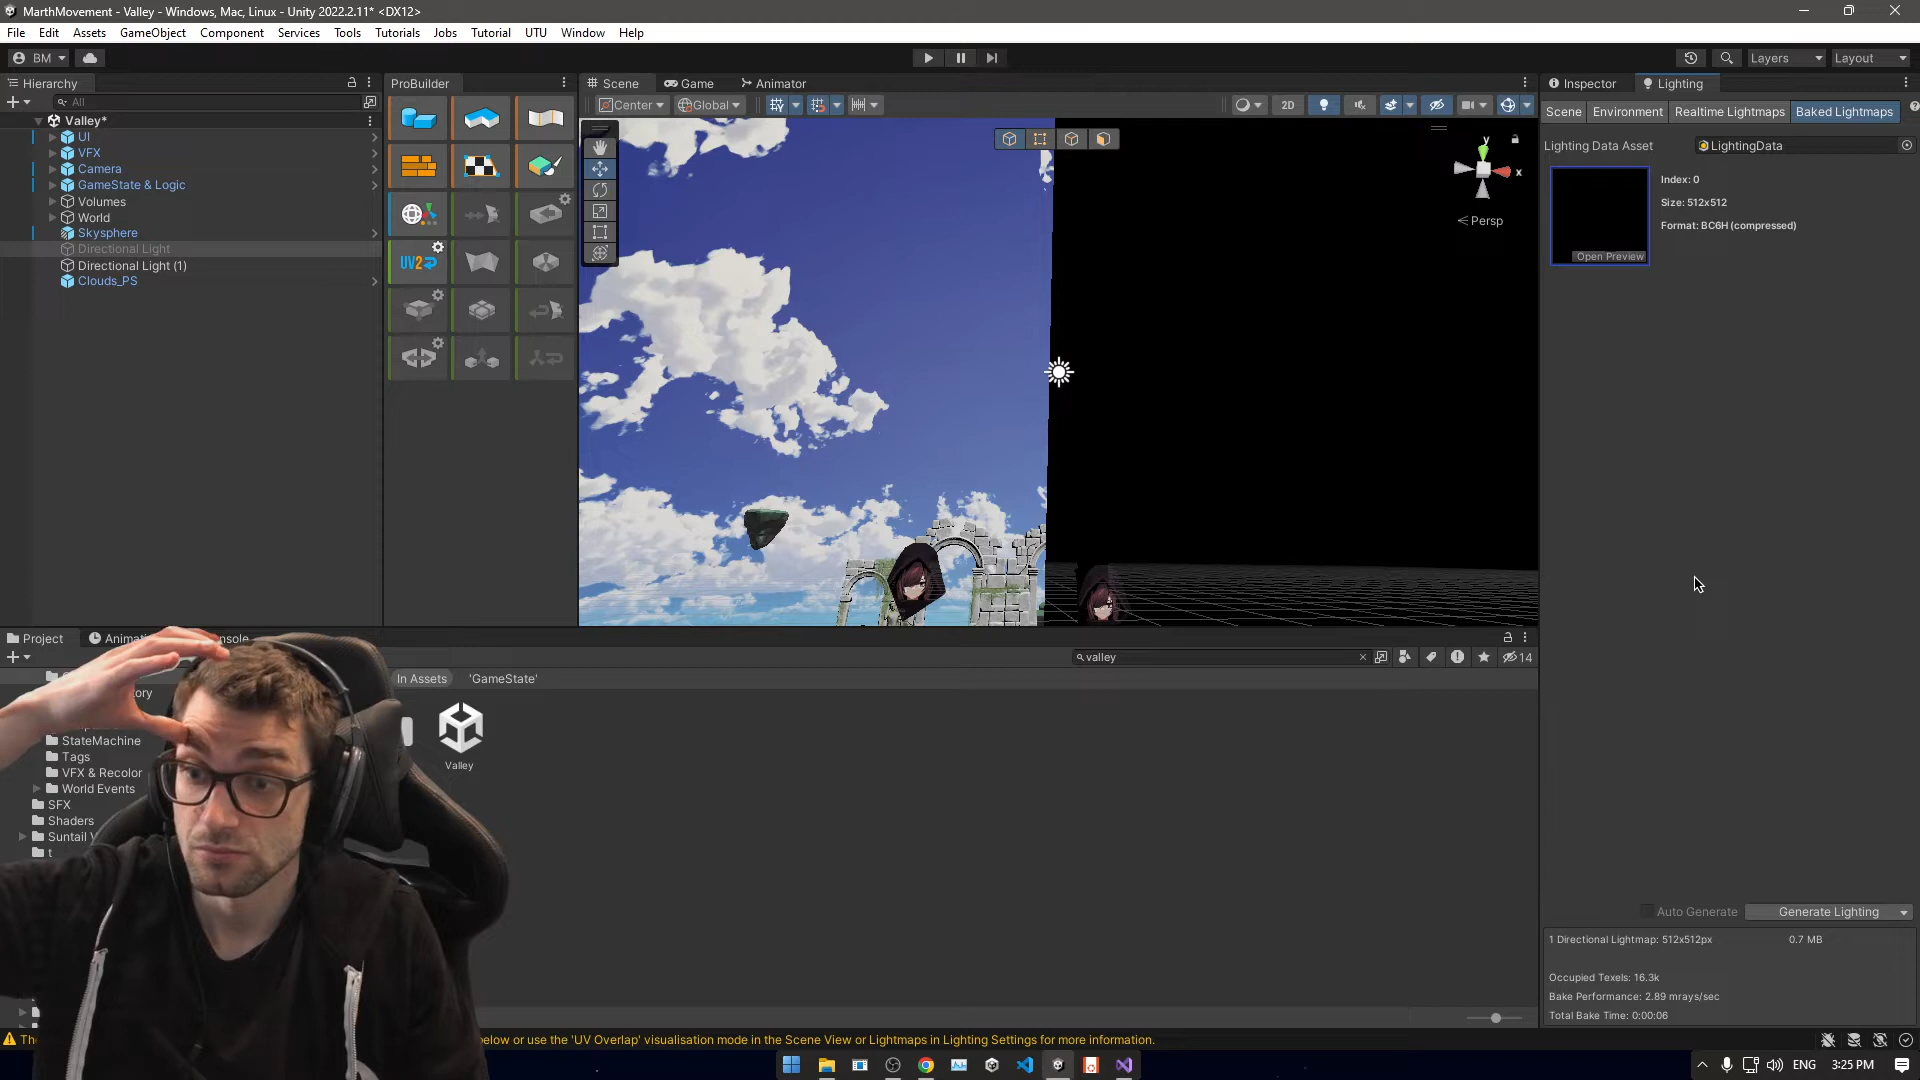 MarthMovement - Valley - Windows, Mac, Linux - Unity 2022.2.11* <DX12>
File Edit Assets GameObject Component Services Tools Tutorials Jobs Tutorial UTU Window Help
BM Layers Layout
Hierarchy
All
Valley*
UI
VFX
Camera
GameState & Logic
Volumes
World
Skysphere
Directional Light
Directional Light (1)
Clouds_PS
ProBuilder
UV2
Scene Game Animator
Center Global 2D
y
x
Persp
Inspector Lighting
Scene Environment Realtime Lightmaps Baked Lightmaps
Lighting Data Asset LightingData
Open Preview
Index: 0
Size: 512x512
Format: BC6H (compressed)
Auto Generate Generate Lighting
1 Directional Lightmap: 512x512px 0.7 MB
Occupied Texels: 16.3k
Bake Performance: 2.89 mrays/sec
Total Bake Time: 0:00:06
Project
valley
14
In Assets 'GameState'
Valley
StateMachine
Tags
VFX & Recolor
World Events
SFX
Shaders
Suntail
t
below or use the 'UV Overlap' visualisation mode in the Scene View or Lightmaps in Lighting Settings for more information.
ENG 3:25 PM